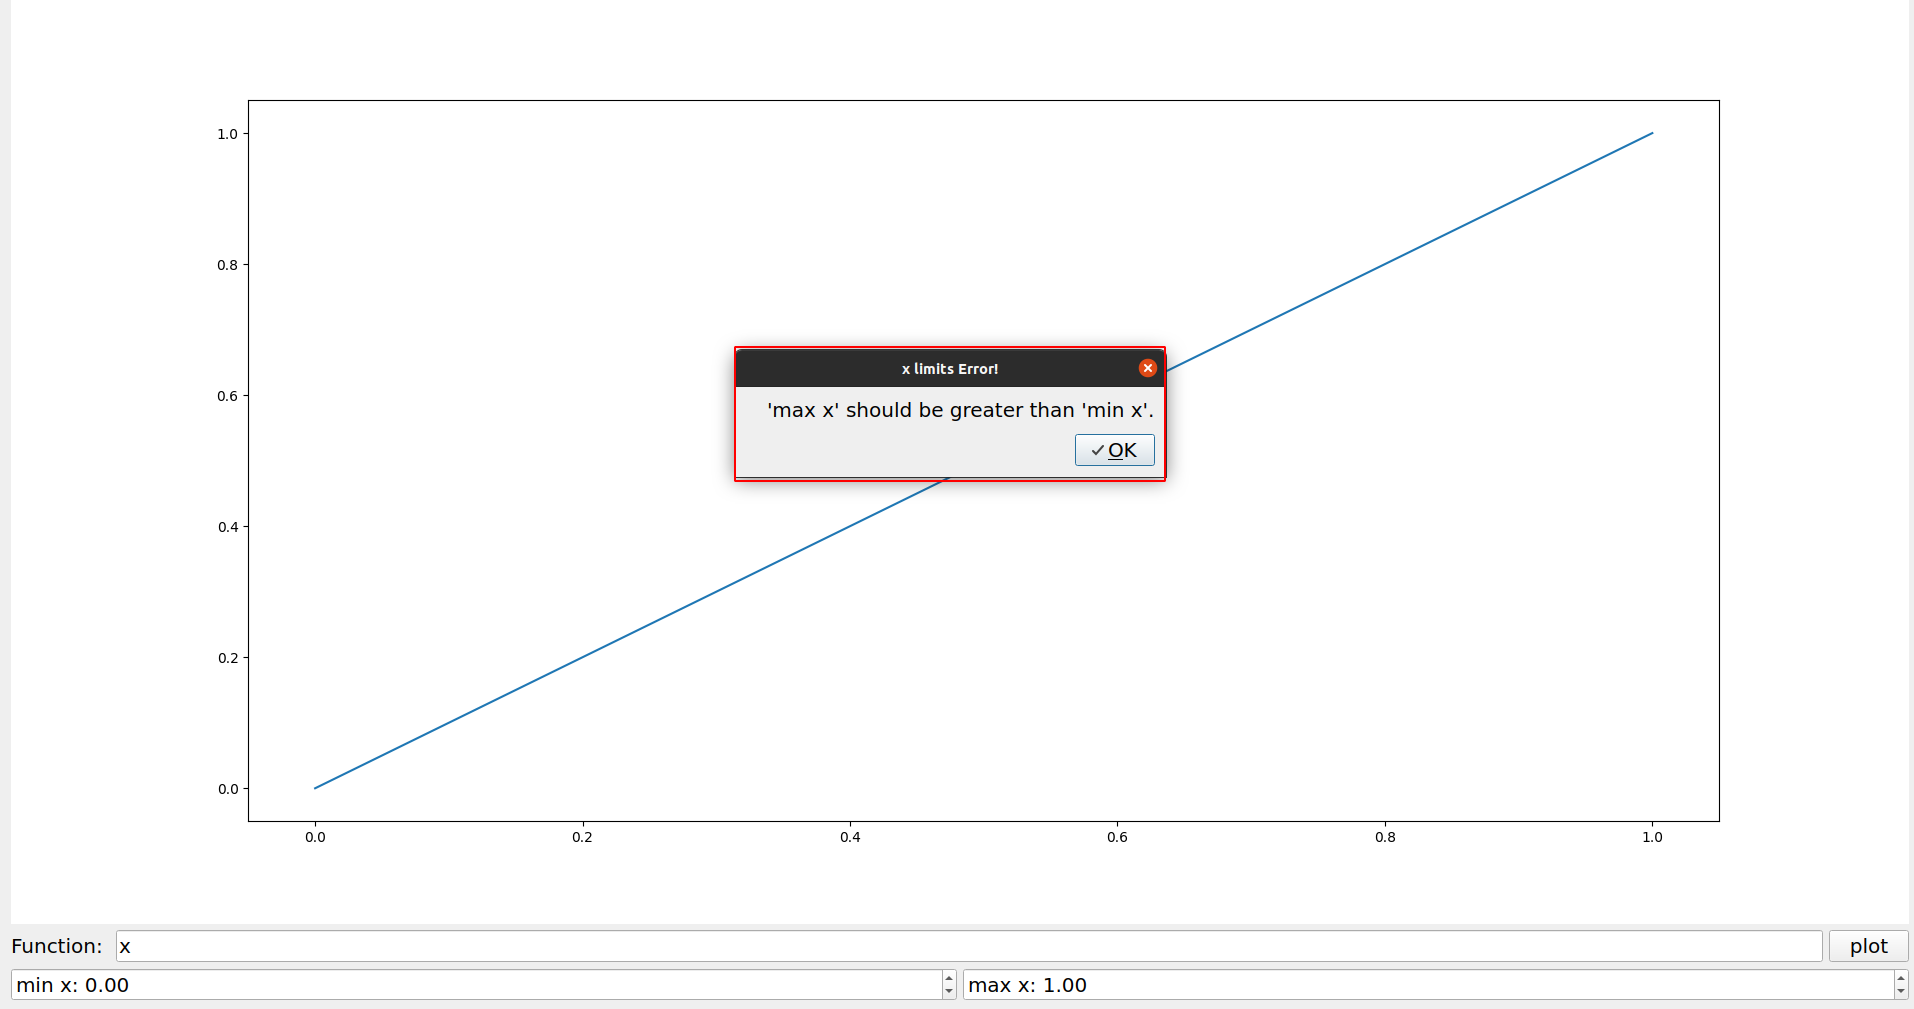 1.0
0.8
x limits Error!
0.6
'max x' should be greater than 'min x'.
OK
0.4
0.2
0.0
0.0 0.2 0.4 0.6 0.8 1.0
Function: x plot
min x: 0.00 max x: 1.00